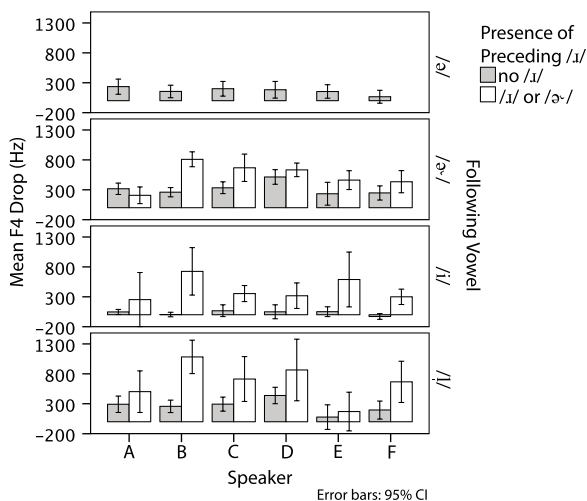 Presence of
Preceding /ɹ/
no /ɹ/
/ɹ/ or /ɚ/
Mean F4 Drop (Hz)
1300
800
300
−200
/ə/
800
300
−200
/ɚ/
1300
800
300
−200
/i/
1300
800
300
−200
/i̤/
Following Vowel
A B C D E F
Speaker
Error bars: 95% CI